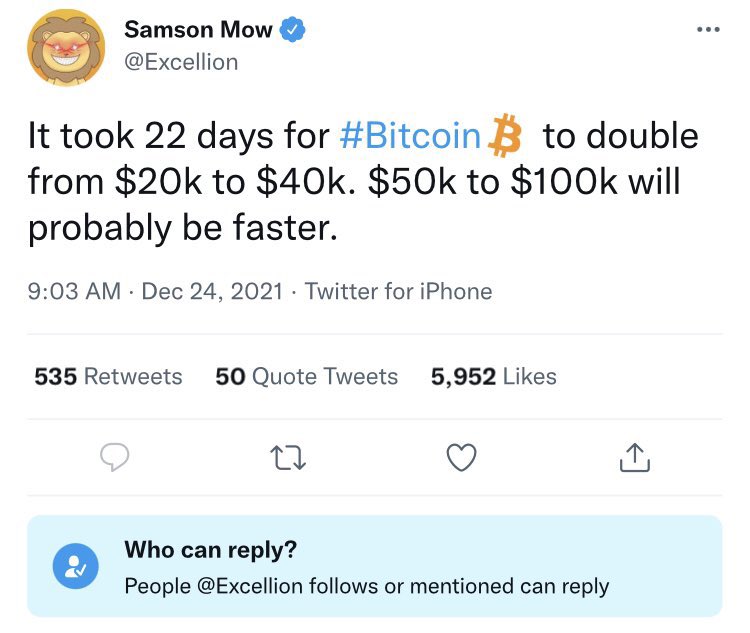 Samson Mow
@Excellion
It took 22 days for #Bitcoin to double
from $20k to $40k. $50k to $100k will
probably be faster.
9:03 AM · Dec 24, 2021 · Twitter for iPhone
535 Retweets 50 Quote Tweets 5,952 Likes
Who can reply?
People @Excellion follows or mentioned can reply